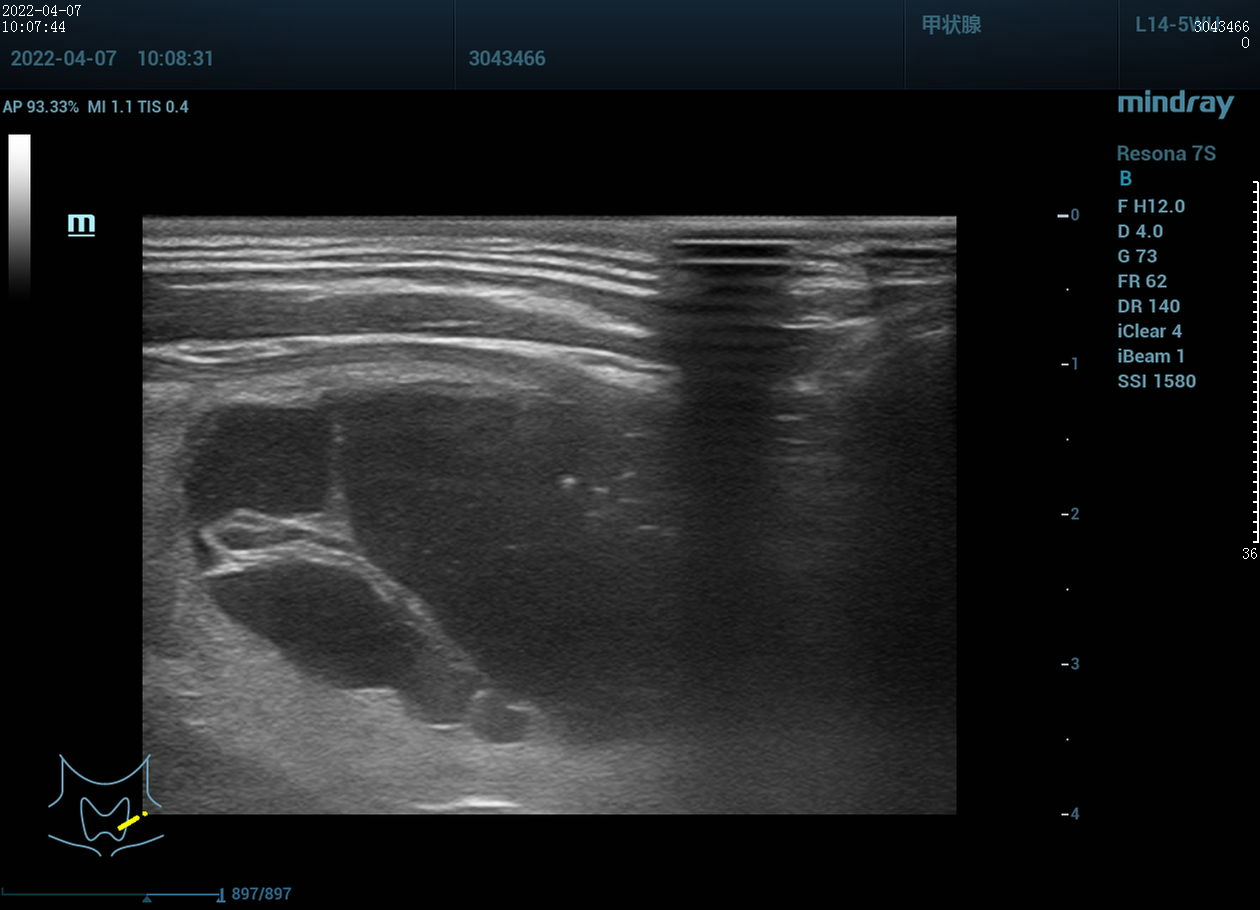 2022-04-07
10:07:44
2022-04-07 10:08:31
3043466
甲状腺
3043466
0
AP 93.33% MI 1.1 TIS 0.4
mindray
Resona 7S
B
F H12.0
D 4.0
G 73
FR 62
DR 140
iClear 4
iBeam 1
SSI 1580
m
0
1
2
3
4
36
897/897